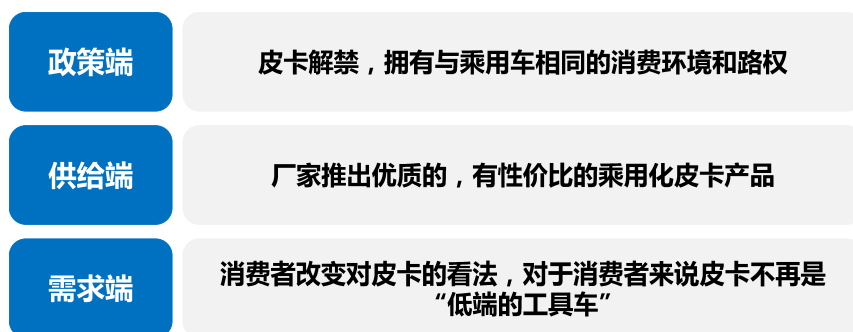 政策端
皮卡解禁，拥有与乘用车相同的消费环境和路权
供给端
厂家推出优质的，有性价比的乘用化皮卡产品
需求端
消费者改变对皮卡的看法，对于消费者来说皮卡不再是
“低端的工具车”